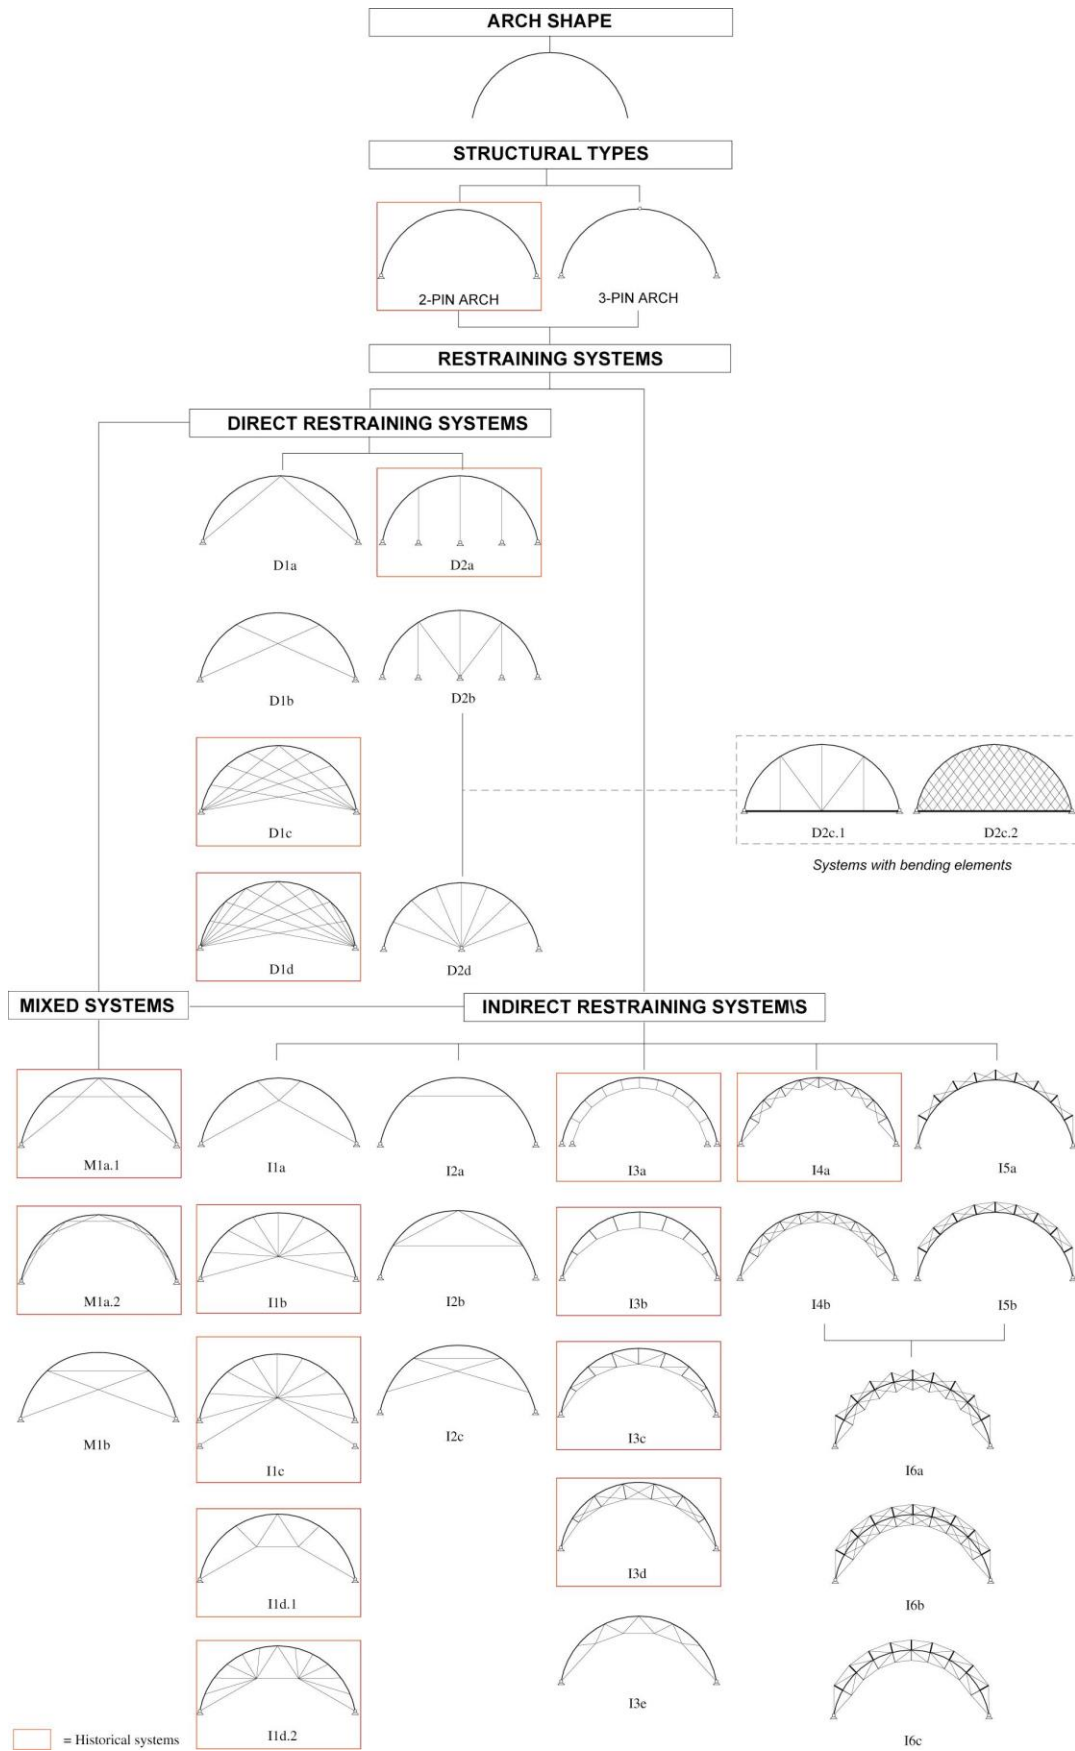 ARCH SHAPE
STRUCTURAL TYPES
2-PIN ARCH
3-PIN ARCH
RESTRAINING SYSTEMS
DIRECT RESTRAINING SYSTEMS
D1a
D2a
D1b
D2b
D1c
D2c.1
D2c.2
Systems with bending elements
D1d
D2d
MIXED SYSTEMS
INDIRECT RESTRAINING SYSTEM\S
M1a.1
I1a
I2a
I3a
I4a
I5a
M1a.2
I1b
I2b
I3b
I4b
I5b
M1b
I1c
I2c
I3c
I6a
I1d.1
I3d
I6b
I1d.2
I3e
I6c
= Historical systems